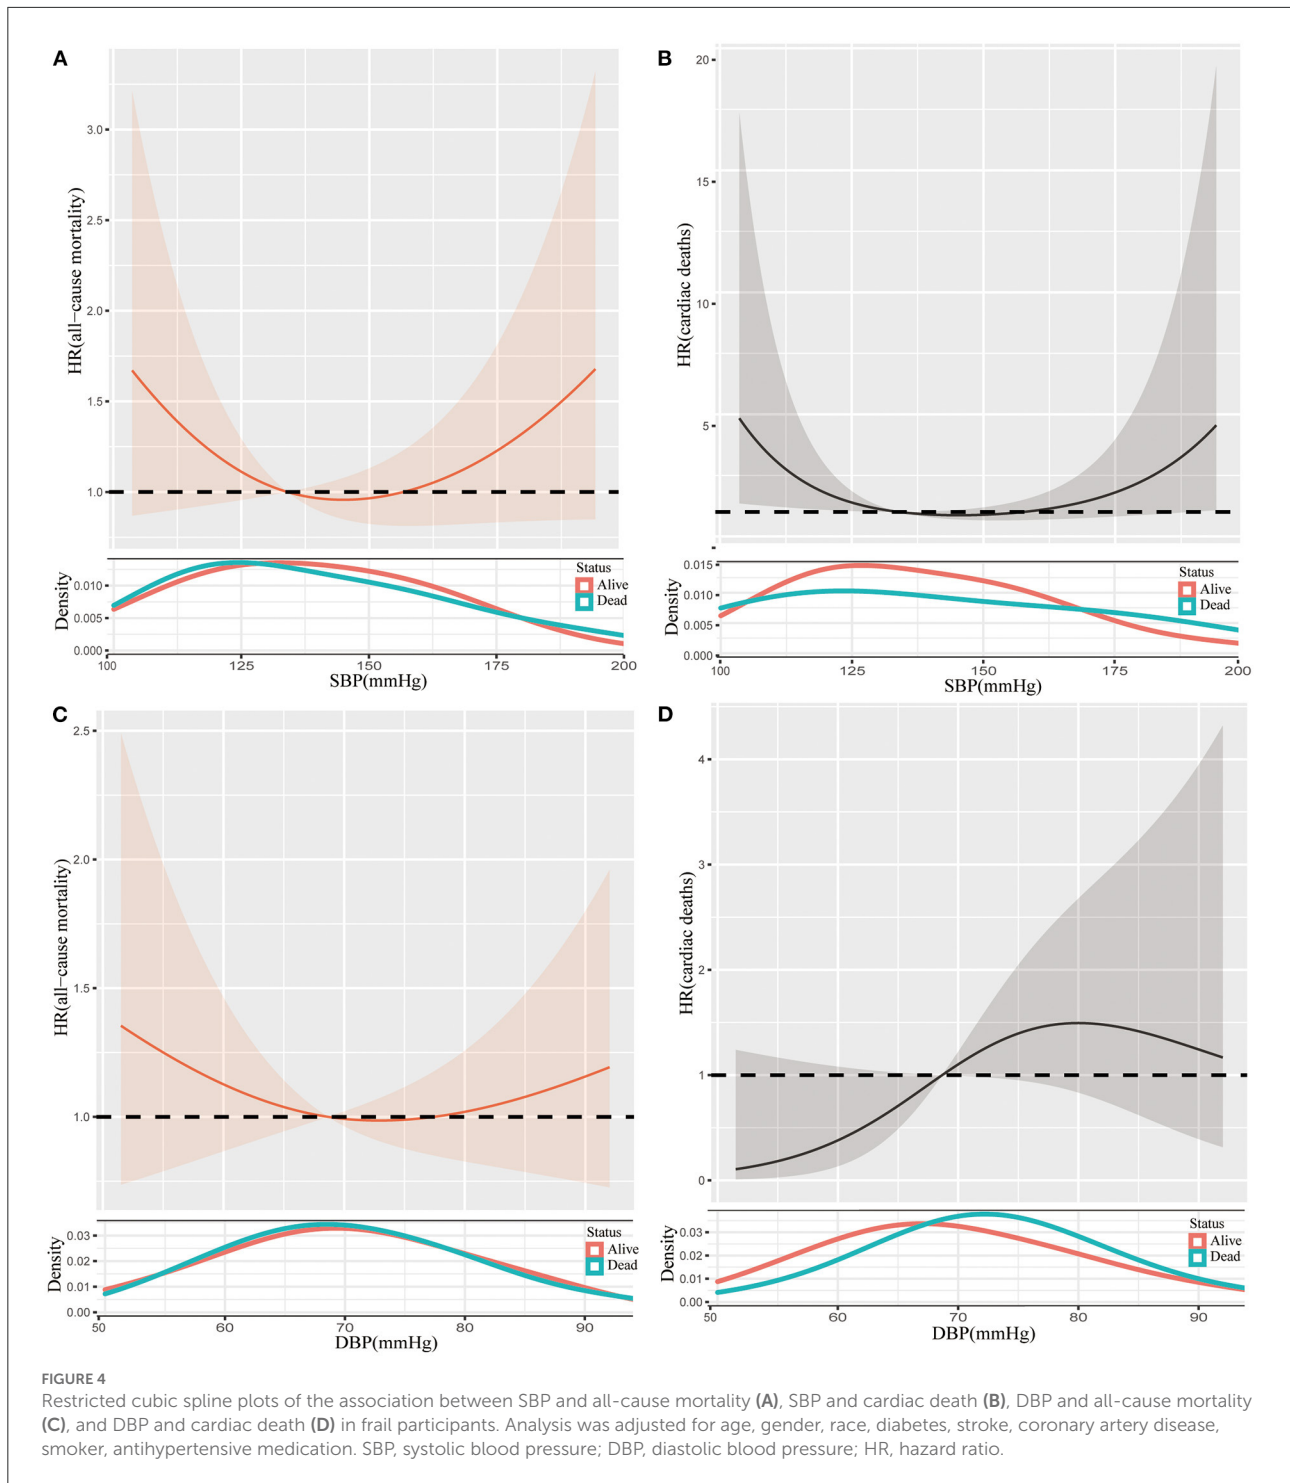 A
HR(all-cause mortality)
3.0
2.5
2.0
1.5
1.0
Density
0.010
0.005
0.000
Status
Alive
Dead
100 125 150 175 200
SBP(mmHg)
B
HR(cardiac deaths)
20
15
10
5
Density
0.015
0.010
0.005
0.000
Status
Alive
Dead
100 125 150 175 200
SBP(mmHg)
C
HR(all-cause mortality)
2.5
2.0
1.5
1.0
Density
0.03
0.02
0.01
0.00
Status
Alive
Dead
50 60 70 80 90
DBP(mmHg)
D
HR(cardiac deaths)
4
3
2
1
0
Density
0.03
0.02
0.01
0.00
Status
Alive
Dead
50 60 70 80 90
DBP(mmHg)
FIGURE 4
Restricted cubic spline plots of the association between SBP and all-cause mortality (A), SBP and cardiac death (B), DBP and all-cause mortality
(C), and DBP and cardiac death (D) in frail participants. Analysis was adjusted for age, gender, race, diabetes, stroke, coronary artery disease,
smoker, antihypertensive medication. SBP, systolic blood pressure; DBP, diastolic blood pressure; HR, hazard ratio.